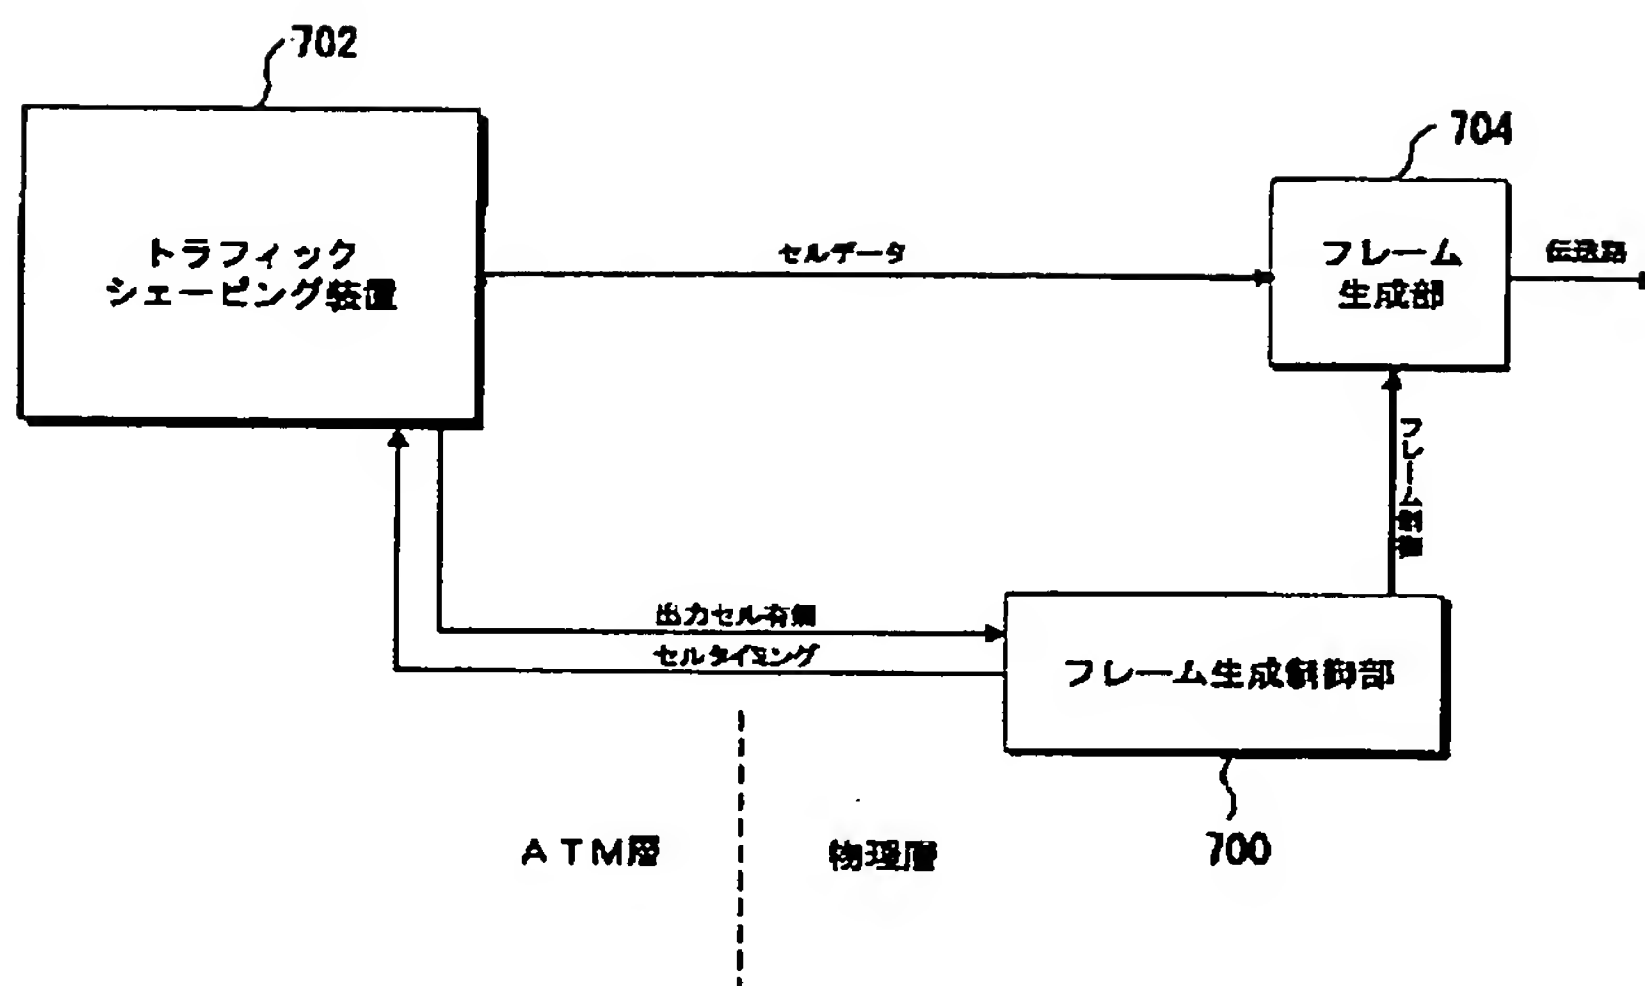 702
704
トラフィック
シェーピング装置
セルデータ
フレーム
生成部
伝送路
フレーム制御
出力セル有無
セルタイミング
フレーム生成制御部
700
ATM層
物理層